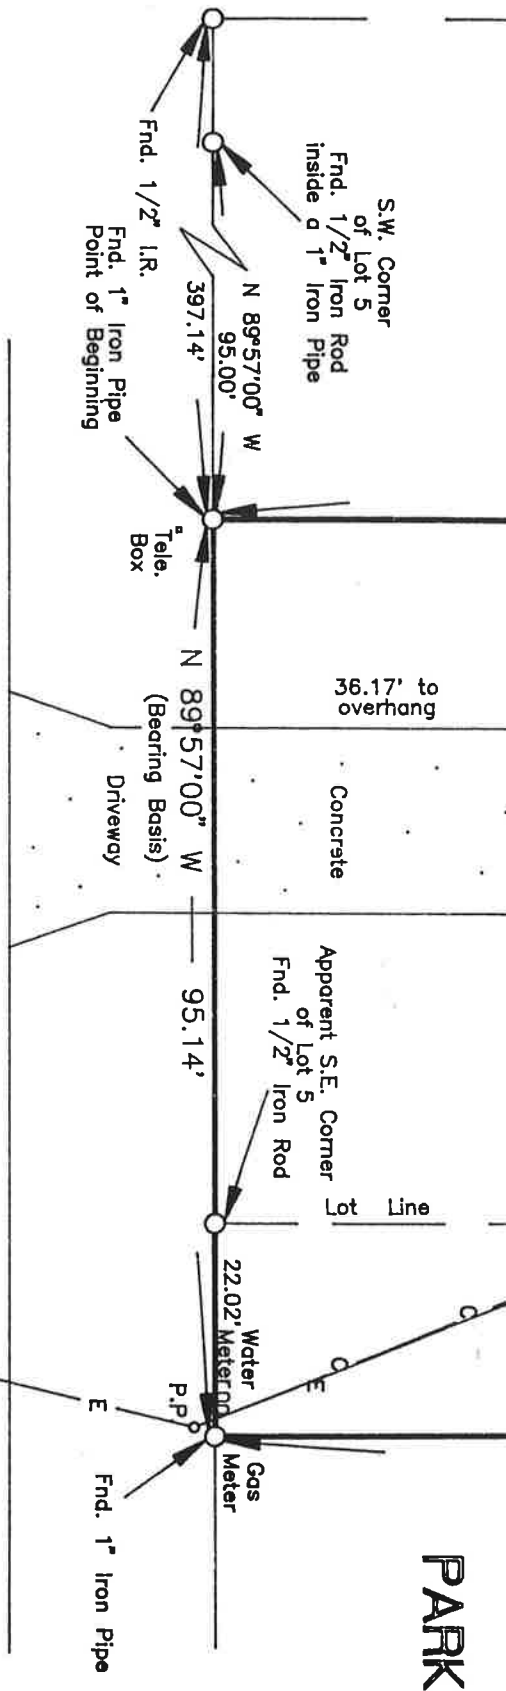 S.W. Corner
of Lot 5
Fnd. 1/2" Iron Rod
inside a 1" Iron Pipe
Fnd. 1/2" I.R.
Fnd. 1" Iron Pipe
Point of Beginning
N 89°57'00" W
95.00'
397.14'
Tele.
Box
36.17' to
overhang
N 89°57'00" W
95.14'
(Bearing Basis)
Driveway
Concrete
Apparent S.E. Corner
of Lot 5
Fnd. 1/2" Iron Rod
Lot Line
22.02'
Water
Meter
P.P
Gas
Meter
C
C
E
E
Fnd. 1" Iron Pipe
PARK